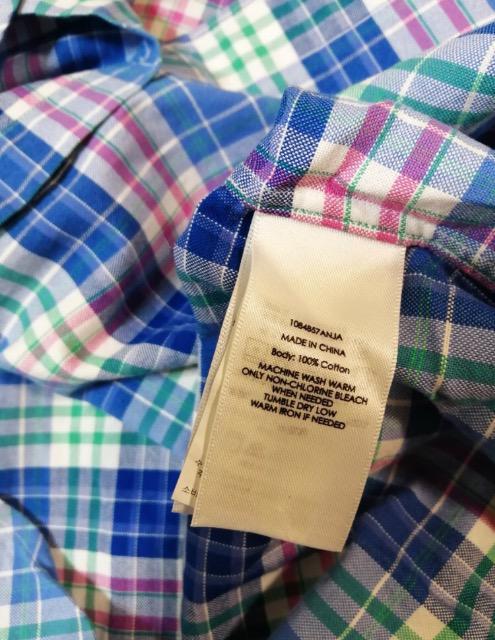 1084857ANJA
MADE IN CHINA
Body: 100% Cotton
MACHINE WASH WARM
ONLY NON-CHLORINE BLEACH
WHEN NEEDED
TUMBLE DRY LOW
WARM IRON IF NEEDED